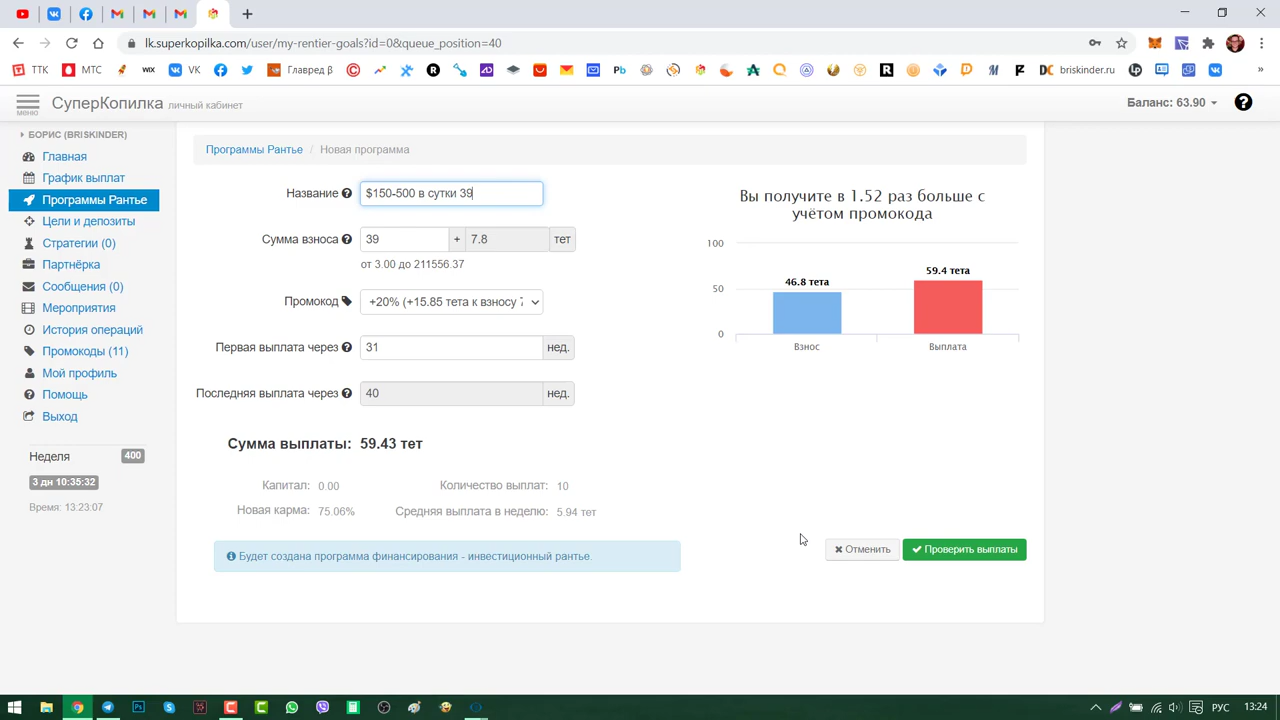 lk.superkopilka.com/user/my-rentier-goals?id=0&queue_position=40
ТТК
МТС
WIX
VK
Главред β
Pb
briskinder.ru
»
меню
СуперКопилка личный кабинет
Баланс: 63.90
БОРИС (BRISKINDER)
Главная
График выплат
Программы Рантье
Цели и депозиты
Стратегии (0)
Партнёрка
Сообщения (0)
Мероприятия
История операций
Промокоды (11)
Мой профиль
Помощь
Выход
Неделя 400
3 дн 10:35:32
Время: 13.23:07
Программы Рантье / Новая программа
Название $150-500 в сутки 39
Сумма взноса 39 + 7.8 тет
от 3.00 до 211556.37
Промокод +20% (+15.85 тета к взносу 7
Первая выплата через 31 нед.
Последняя выплата через 40 нед.
Сумма выплаты: 59.43 тет
Капитал: 0.00 Количество выплат: 10
Новая карма: 75.06% Средняя выплата в неделю: 5.94 тет
Будет создана программа финансирования - инвестиционный рантье.
Вы получите в 1.52 раз больше с
учётом промокода
100
50
0
46.8 тета
59.4 тета
Взнос
Выплата
Отменить
Проверить выплаты
РУС
13:24